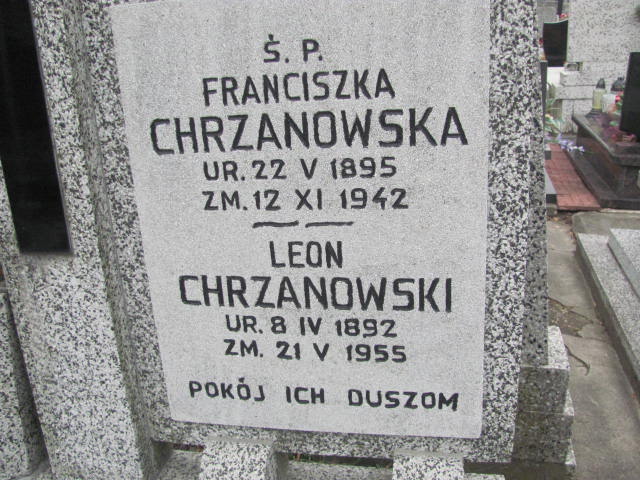 Ś. P.
FRANCISZKA
CHRZANOWSKA
UR. 22 V 1895
ZM. 12 XI 1942
LEON
CHRZANOWSKI
UR. 8 IV 1892
ZM. 21 V 1955
POKÓJ ICH DUSZOM